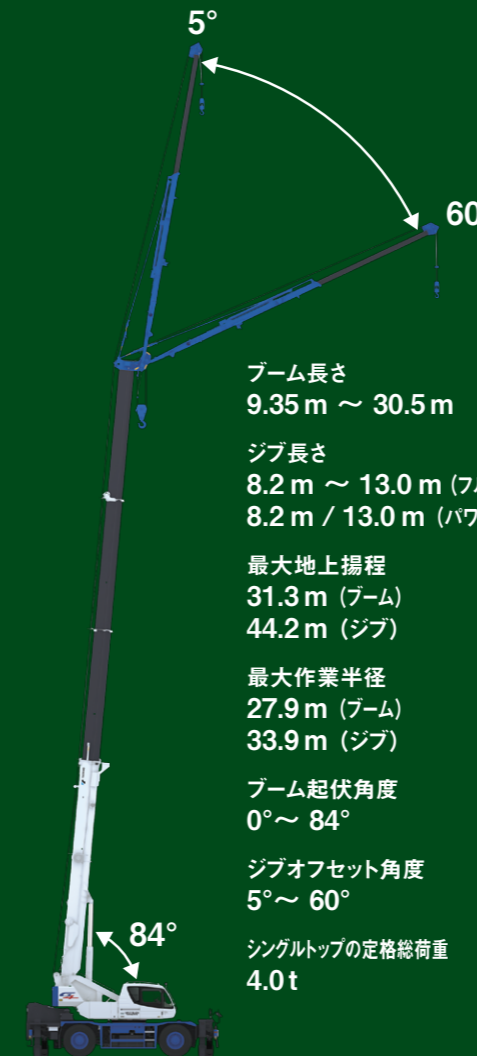 5°
60
ブーム長さ
9.35 m ～ 30.5 m
ジブ長さ
8.2 m ～ 13.0 m (フル
8.2 m / 13.0 m (パワ
最大地上揚程
31.3 m (ブーム)
44.2 m (ジブ)
最大作業半径
27.9 m (ブーム)
33.9 m (ジブ)
ブーム起伏角度
0°～ 84°
ジブオフセット角度
5°～ 60°
84°
シングルトップの定格総荷重
4.0 t